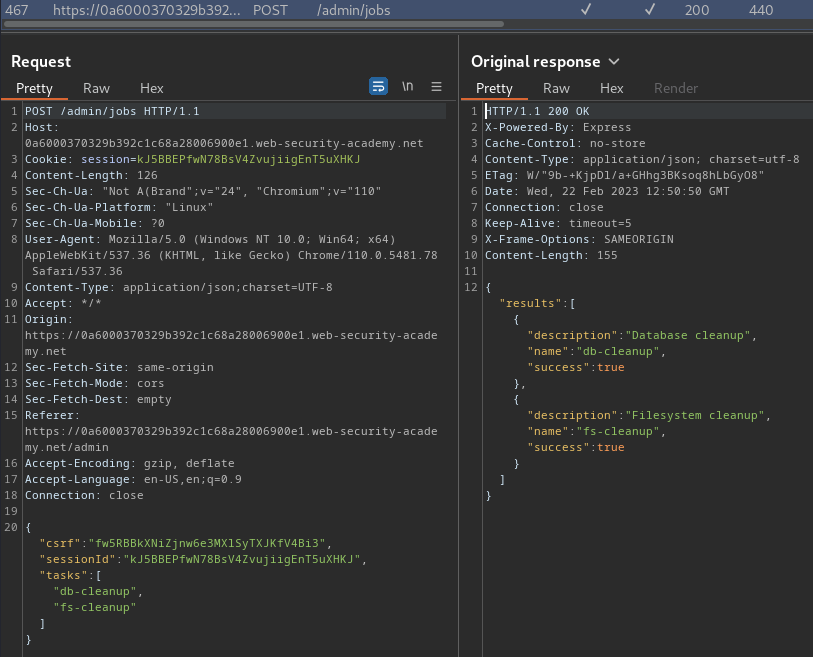 467 https://0a6000370329b392... POST /admin/jobs ✓ ✓ 200 440
Request
Pretty Raw Hex \n
1 POST /admin/jobs HTTP/1.1
2 Host:
0a6000370329b392c1c68a28006900e1.web-security-academy.net
3 Cookie: session=kJ5BBEPfwN78BsV4ZvujiigEnT5uXHKJ
4 Content-Length: 126
5 Sec-Ch-Ua: "Not A(Brand";v="24", "Chromium";v="110"
6 Sec-Ch-Ua-Platform: "Linux"
7 Sec-Ch-Ua-Mobile: ?0
8 User-Agent: Mozilla/5.0 (Windows NT 10.0; Win64; x64)
AppleWebKit/537.36 (KHTML, like Gecko) Chrome/110.0.5481.78
Safari/537.36
9 Content-Type: application/json;charset=UTF-8
10 Accept: */*
11 Origin:
https://0a6000370329b392c1c68a28006900e1.web-security-acade
my.net
12 Sec-Fetch-Site: same-origin
13 Sec-Fetch-Mode: cors
14 Sec-Fetch-Dest: empty
15 Referer:
https://0a6000370329b392c1c68a28006900e1.web-security-acade
my.net/admin
16 Accept-Encoding: gzip, deflate
17 Accept-Language: en-US,en;q=0.9
18 Connection: close
19
20 {
"csrf":"fw5RBBkXNiZjnw6e3MXlSyTXJKfV4Bi3",
"sessionId":"kJ5BBEPfwN78BsV4ZvujiigEnT5uXHKJ",
"tasks":[
"db-cleanup",
"fs-cleanup"
]
}
Original response
Pretty Raw Hex Render
1 HTTP/1.1 200 OK
2 X-Powered-By: Express
3 Cache-Control: no-store
4 Content-Type: application/json; charset=utf-8
5 ETag: W/"9b-+KjpDl/a+GHhg3BKsoq8hLbGyO8"
6 Date: Wed, 22 Feb 2023 12:50:50 GMT
7 Connection: close
8 Keep-Alive: timeout=5
9 X-Frame-Options: SAMEORIGIN
10 Content-Length: 155
11
12 {
"results":[
{
"description":"Database cleanup",
"name":"db-cleanup",
"success":true
},
{
"description":"Filesystem cleanup",
"name":"fs-cleanup",
"success":true
}
]
}